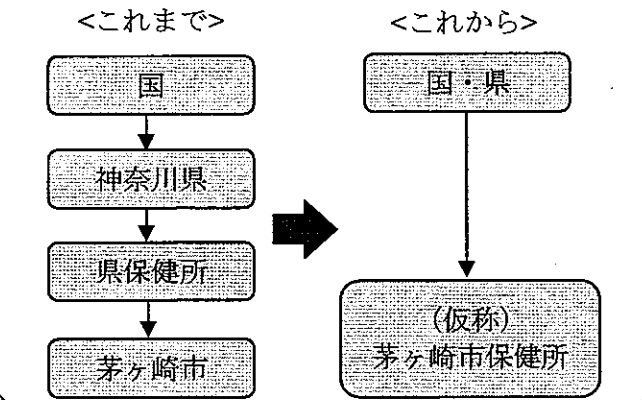 <これまで>
国
神奈川県
県保健所
茅ヶ崎市
<これから>
国・県
(仮称)
茅ヶ崎市保健所